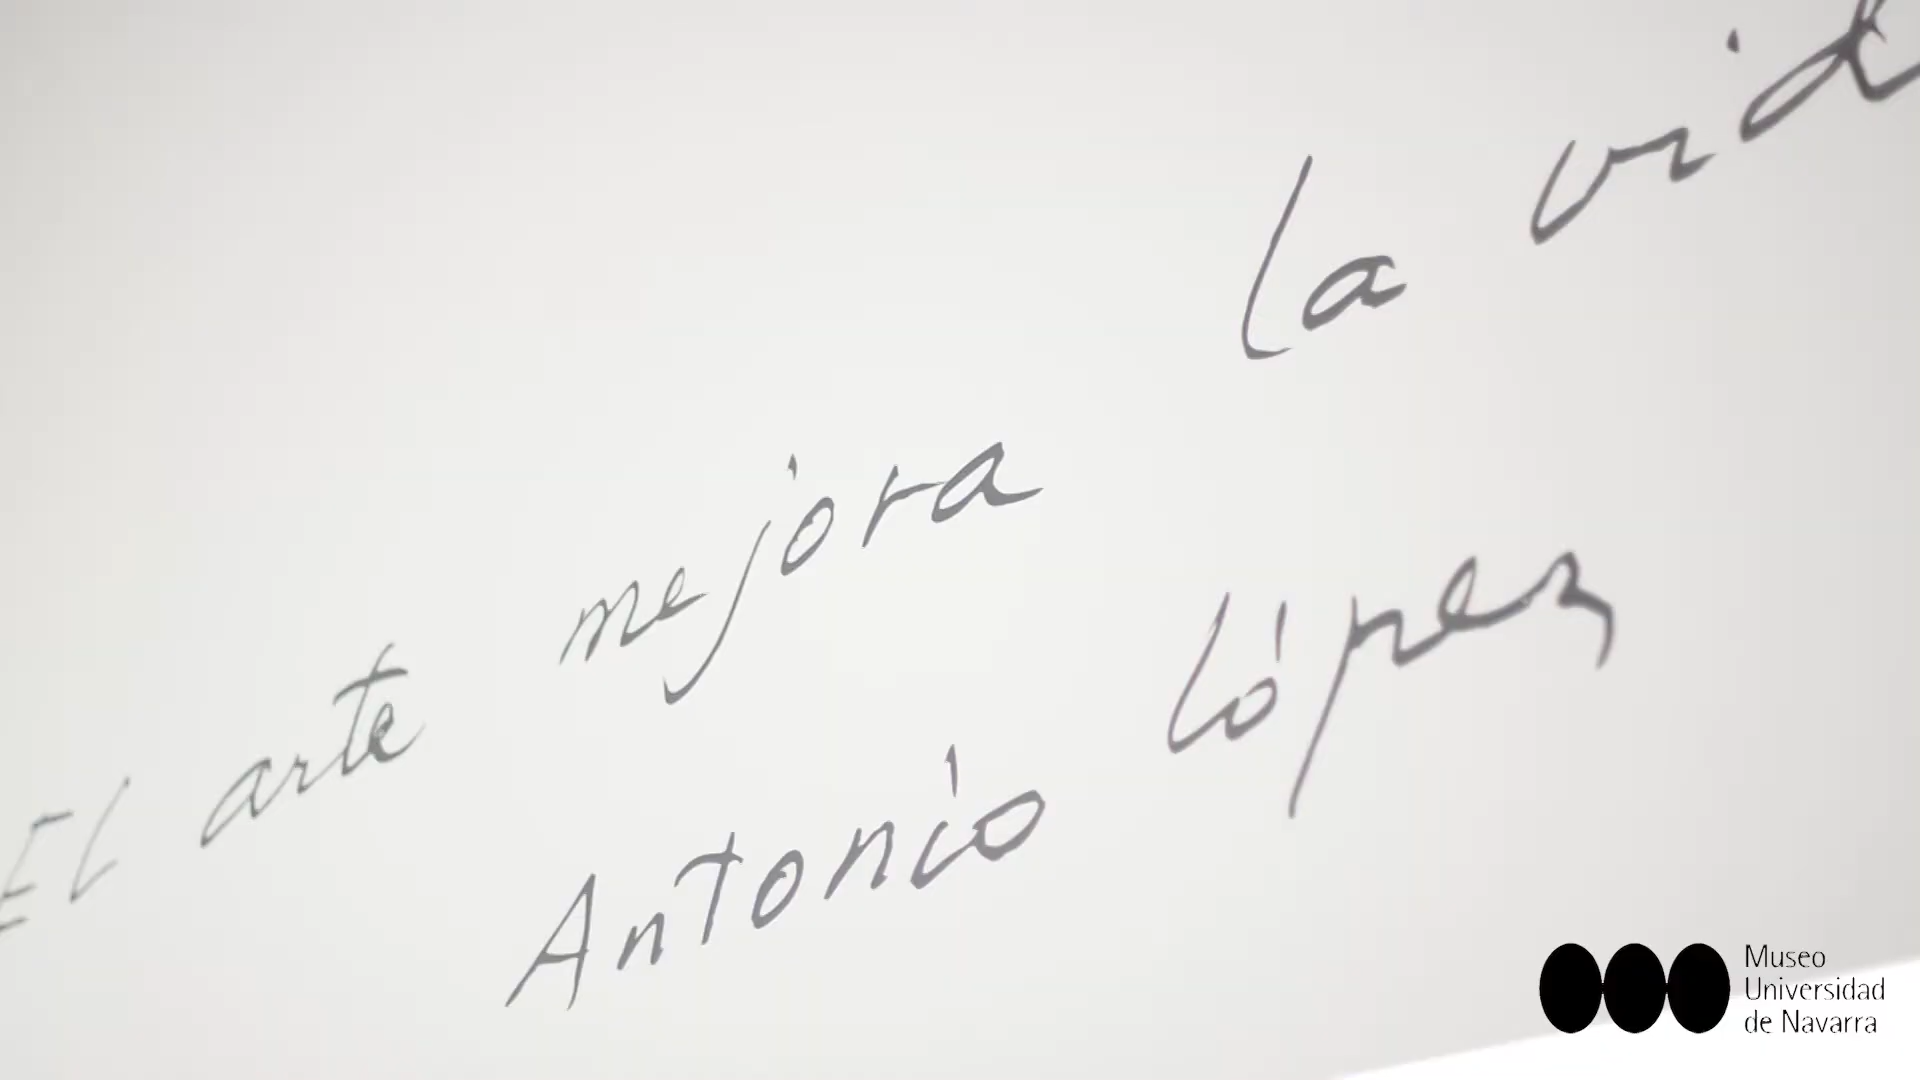 El arte mejora la vid
Antonio López
Museo
Universidad
de Navarra